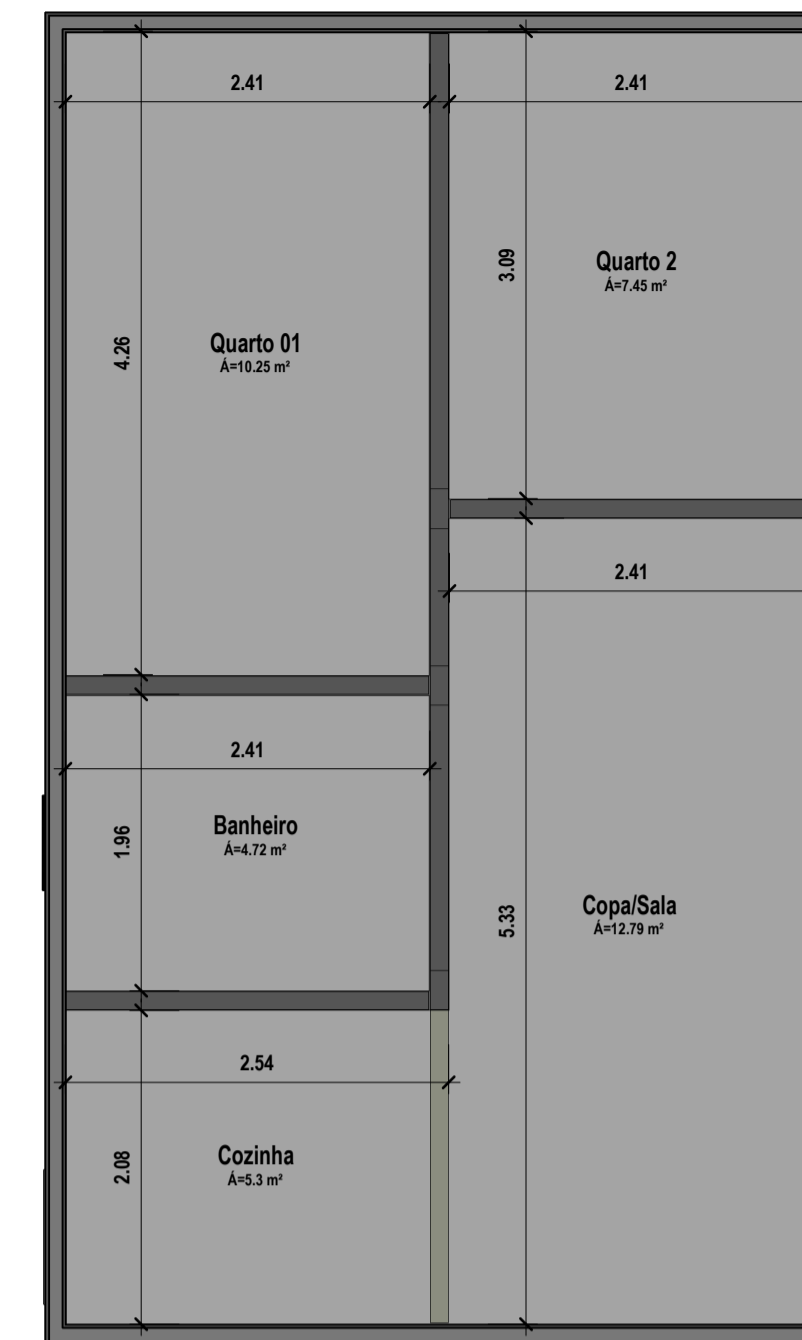 2.41
2.41
3.09
Quarto 2
Á=7.45 m²
4.26
Quarto 01
Á=10.25 m²
2.41
2.41
1.96
Banheiro
Á=4.72 m²
5.33
Copa/Sala
Á=12.79 m²
2.54
2.08
Cozinha
Á=5.3 m²